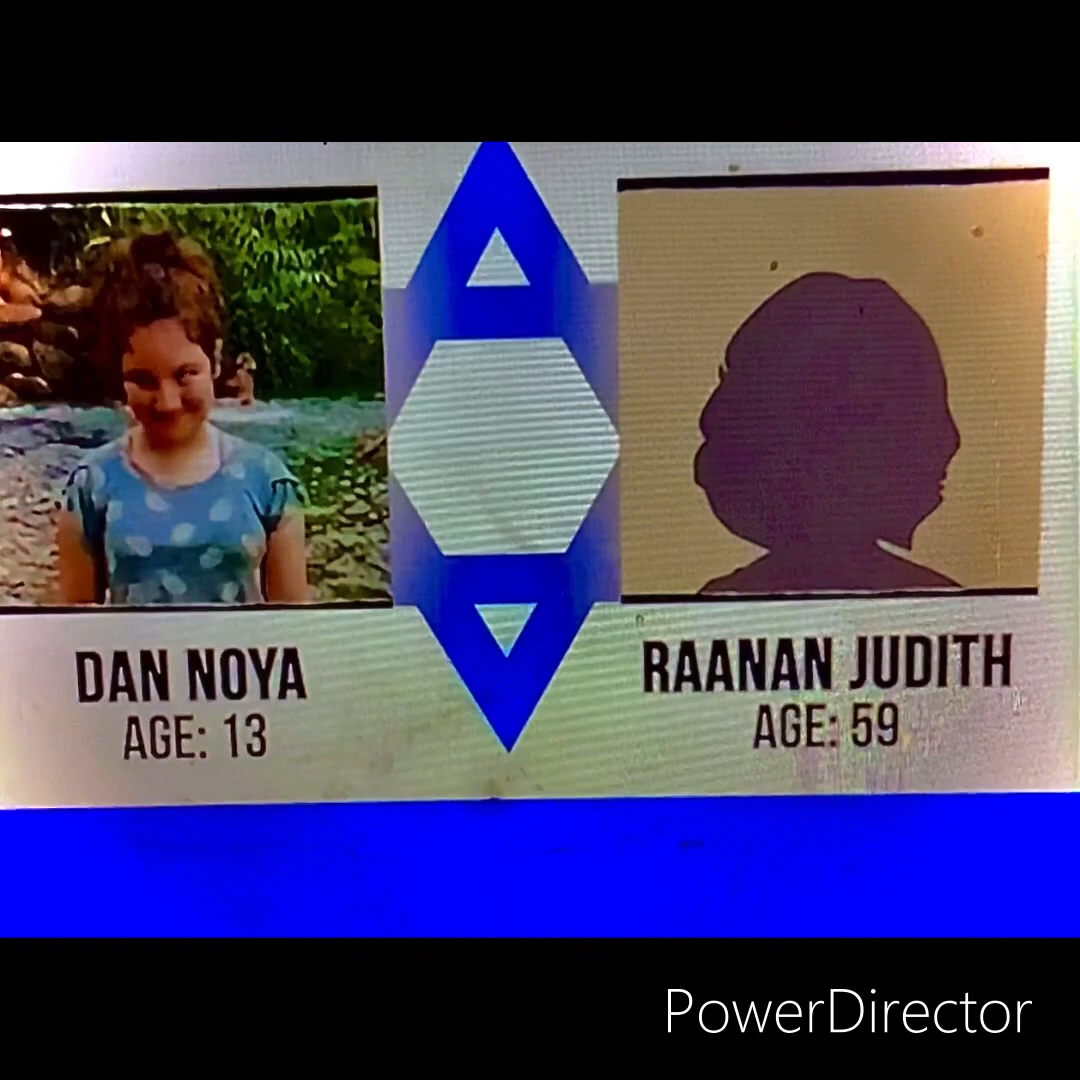 DAN NOYA
AGE: 13
RAANAN JUDITH
AGE: 59
PowerDirector